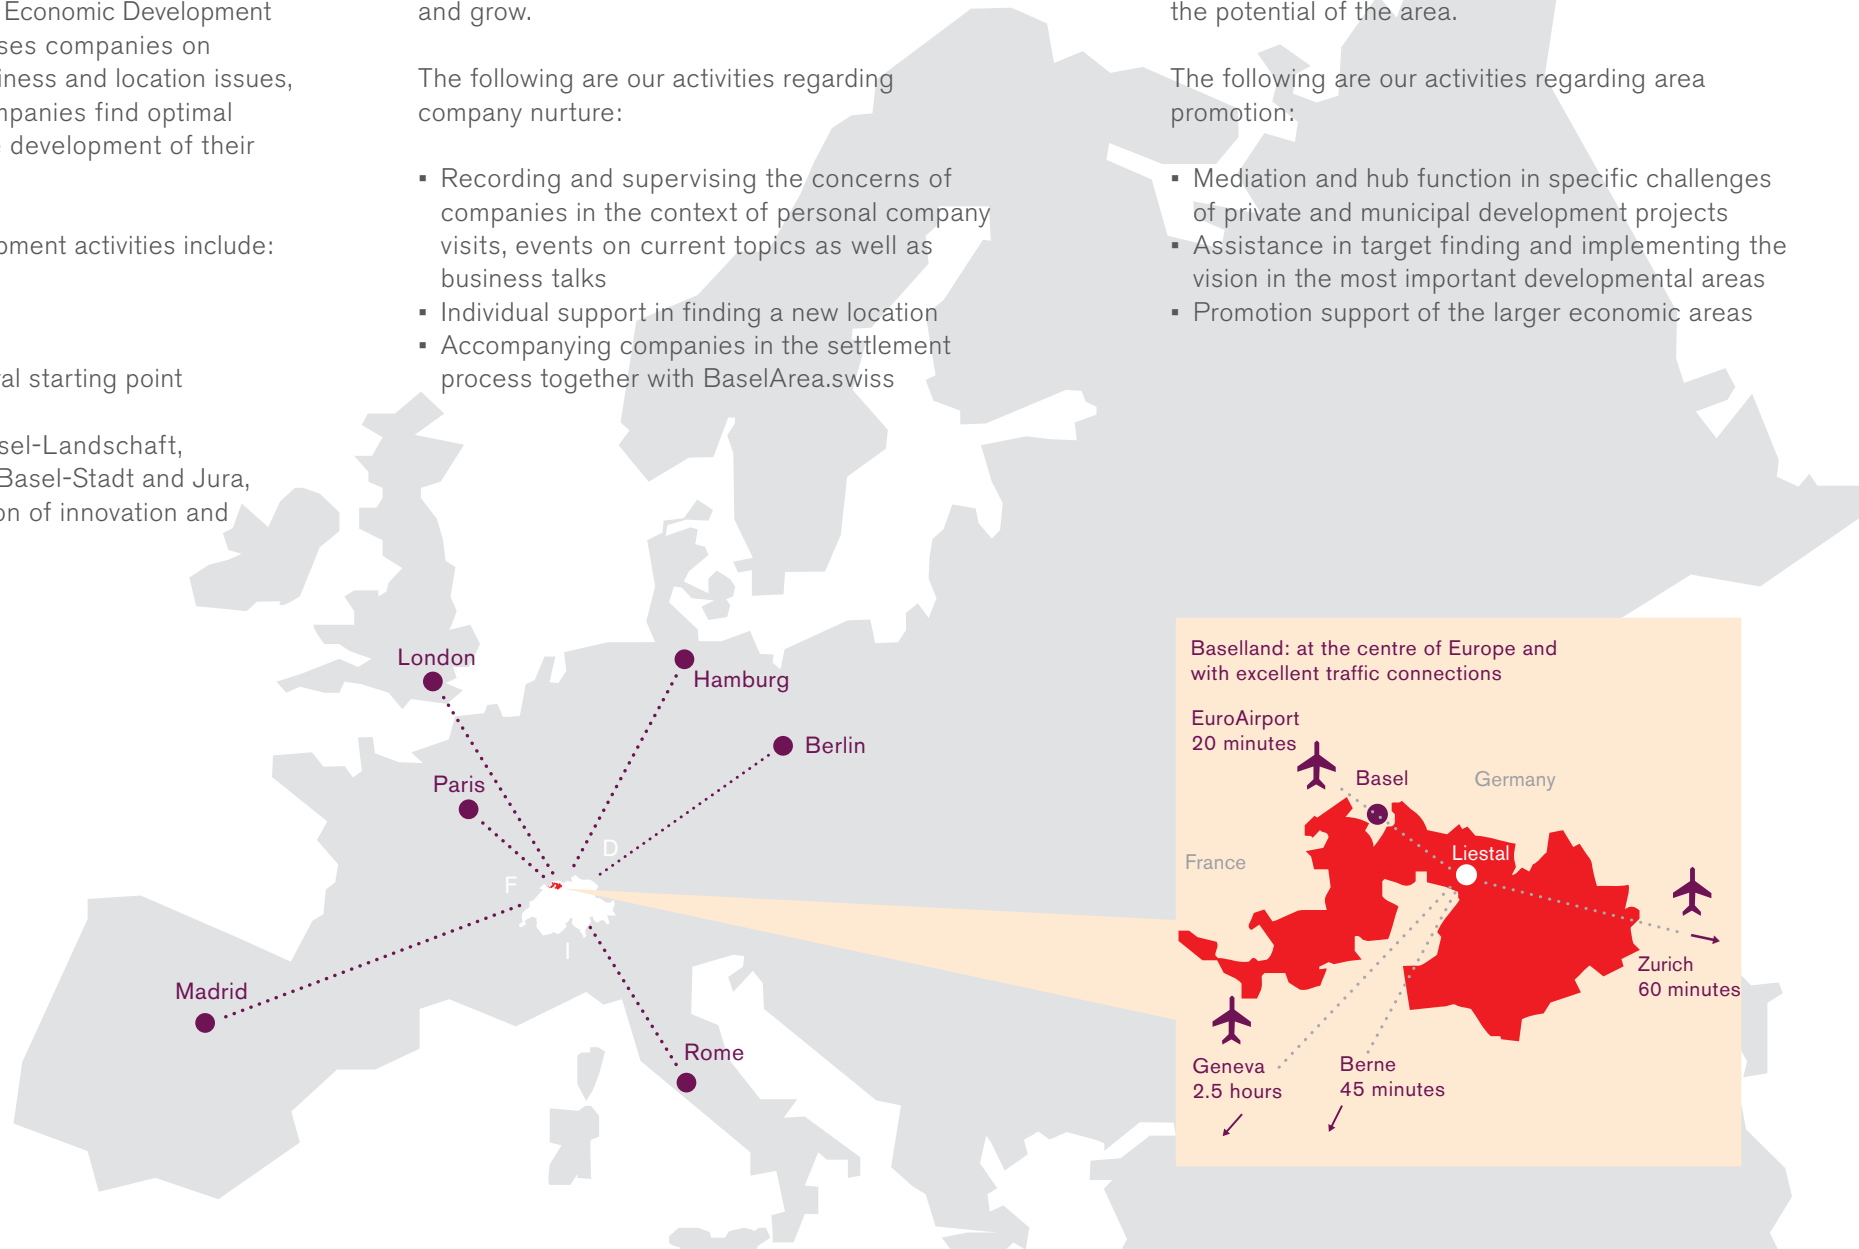 Economic Development
ses companies on
iness and location issues,
mpanies find optimal
e development of their
pment activities include:
al starting point
sel-Landschaft,
Basel-Stadt and Jura,
on of innovation and
and grow.
The following are our activities regarding
company nurture:
▪ Recording and supervising the concerns of
companies in the context of personal company
visits, events on current topics as well as
business talks
▪ Individual support in finding a new location
▪ Accompanying companies in the settlement
process together with BaselArea.swiss
the potential of the area.
The following are our activities regarding area
promotion:
▪ Mediation and hub function in specific challenges
of private and municipal development projects
▪ Assistance in target finding and implementing the
vision in the most important developmental areas
▪ Promotion support of the larger economic areas
London
Hamburg
Berlin
Paris
D
F
I
Madrid
Rome
Baselland: at the centre of Europe and
with excellent traffic connections
EuroAirport
20 minutes
Basel
Germany
France
Liestal
Zurich
60 minutes
Geneva
2.5 hours
Berne
45 minutes